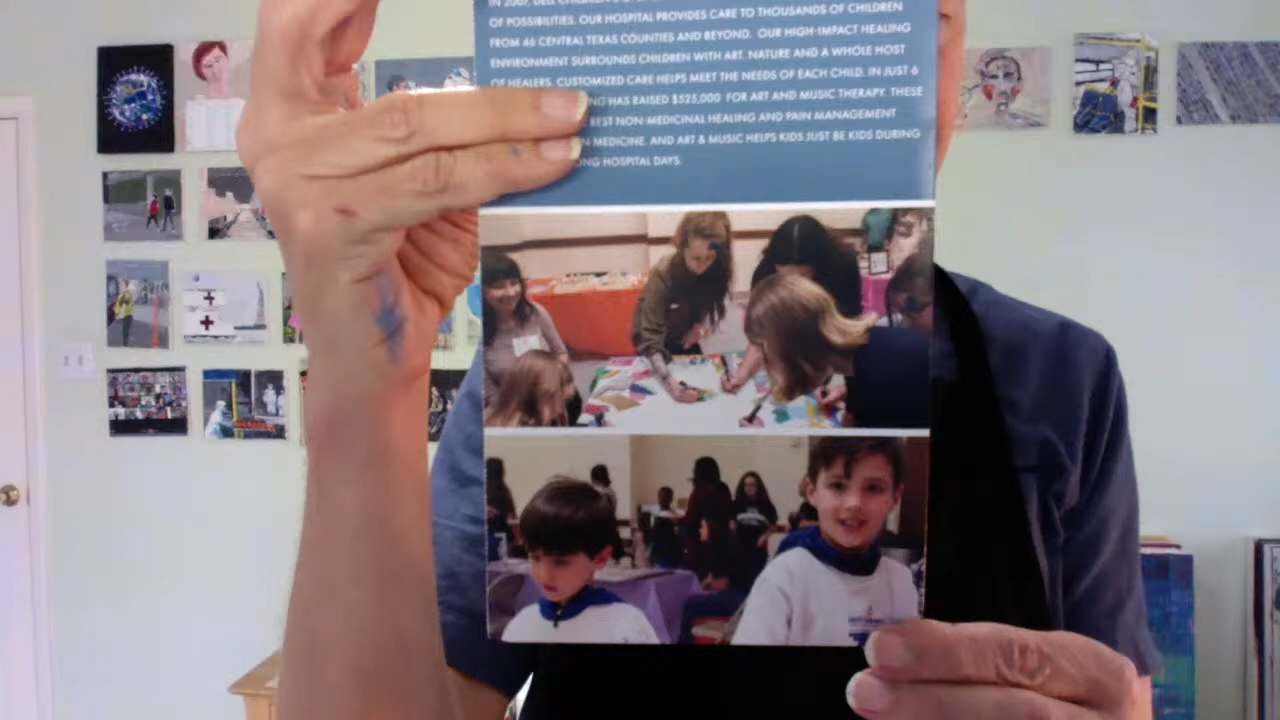 IN 2007, DELL CHILDREN'S
OF POSSIBILITIES. OUR HOSPITAL PROVIDES CARE TO THOUSANDS OF CHILDREN
FROM 46 CENTRAL TEXAS COUNTIES AND BEYOND. OUR HIGH-IMPACT HEALING
ENVIRONMENT SURROUNDS CHILDREN WITH ART, NATURE AND A WHOLE HOST
OF HEALERS. CUSTOMIZED CARE HELPS MEET THE NEEDS OF EACH CHILD. IN JUST 6
NG HAS RAISED $525,000 FOR ART AND MUSIC THERAPY. THESE
BEST NON-MEDICINAL HEALING AND PAIN MANAGEMENT
N MEDICINE. AND ART & MUSIC HELPS KIDS JUST BE KIDS DURING
ONG HOSPITAL DAYS.